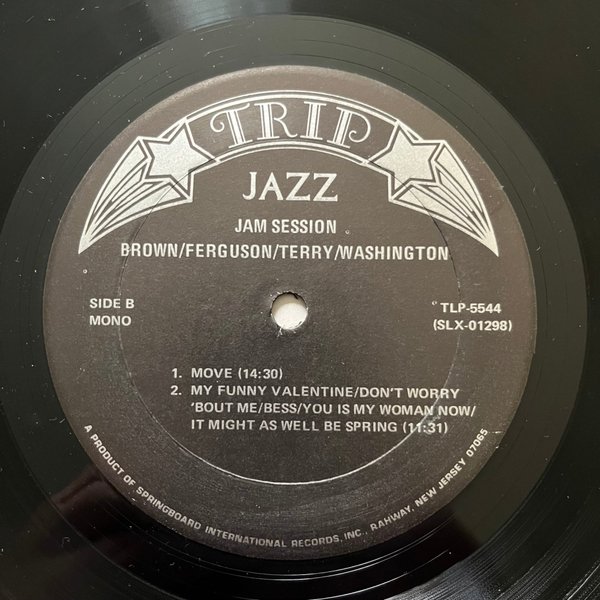 TRIP
JAZZ
JAM SESSION
BROWN/FERGUSON/TERRY/WASHINGTON
SIDE B
MONO
TLP-5544
(SLX-01298)
1. MOVE (14:30)
2. MY FUNNY VALENTINE/DON'T WORRY
'BOUT ME/BESS/YOU IS MY WOMAN NOW/
IT MIGHT AS WELL BE SPRING (11:31)
A PRODUCT OF SPRINGBOARD INTERNATIONAL RECORDS, INC., RAHWAY, NEW JERSEY 07065